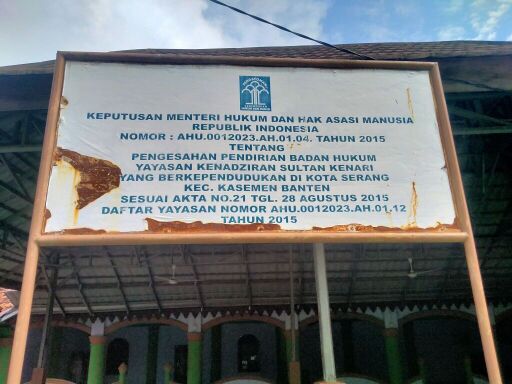 KEPUTUSAN MENTERI HUKUM DAN HAK ASASI MANUSIA
REPUBLIK INDONESIA
NOMOR : AHU.0012023.AH.01.04. TAHUN 2015
TENTANG
PENGESAHAN PENDIRIAN BADAN HUKUM
YAYASAN KENADZIRAN SULTAN KENARI
YANG BERKEPENDUDUKAN DI KOTA SERANG
KEC. KASEMEN BANTEN
SESUAI AKTA NO.21 TGL. 28 AGUSTUS 2015
DAFTAR YAYASAN NOMOR AHU.0012023.AH.01.12
TAHUN 2015